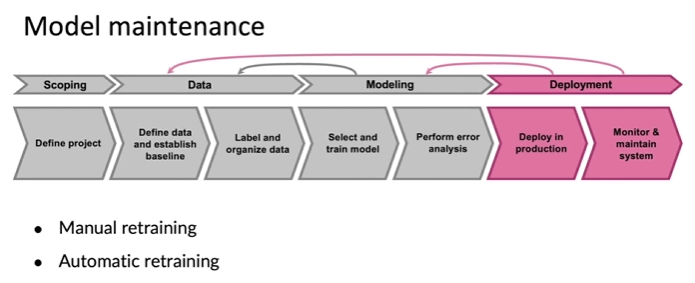 Model maintenance
Scoping
Data
Modeling
Deployment
Define project
Define data
and establish
baseline
Label and
organize data
Select and
train model
Perform error
analysis
Deploy in
production
Monitor &
maintain
system
• Manual retraining
• Automatic retraining